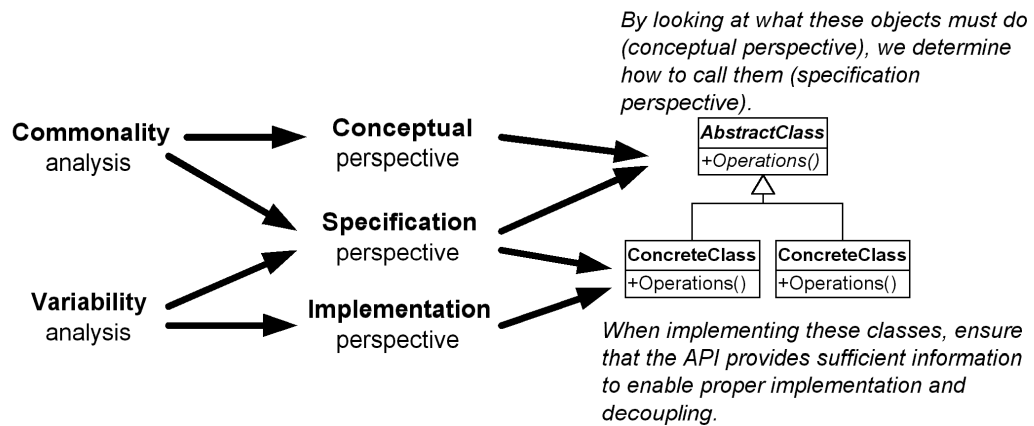 By looking at what these objects must do
(conceptual perspective), we determine
how to call them (specification
perspective).
Commonality
analysis
Conceptual
perspective
AbstractClass
+Operations()
Specification
perspective
ConcreteClass
+Operations()
ConcreteClass
+Operations()
Variability
analysis
Implementation
perspective
When implementing these classes, ensure
that the API provides sufficient information
to enable proper implementation and
decoupling.